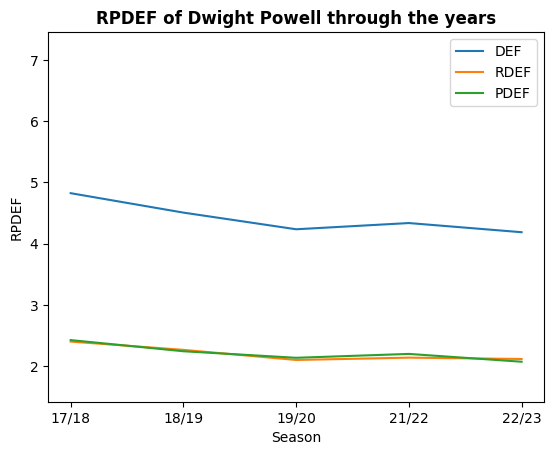 RPDEF of Dwight Powell through the years
DEF
RDEF
PDEF
7
6
5
4
3
2
RPDEF
17/18 18/19 19/20 21/22 22/23
Season